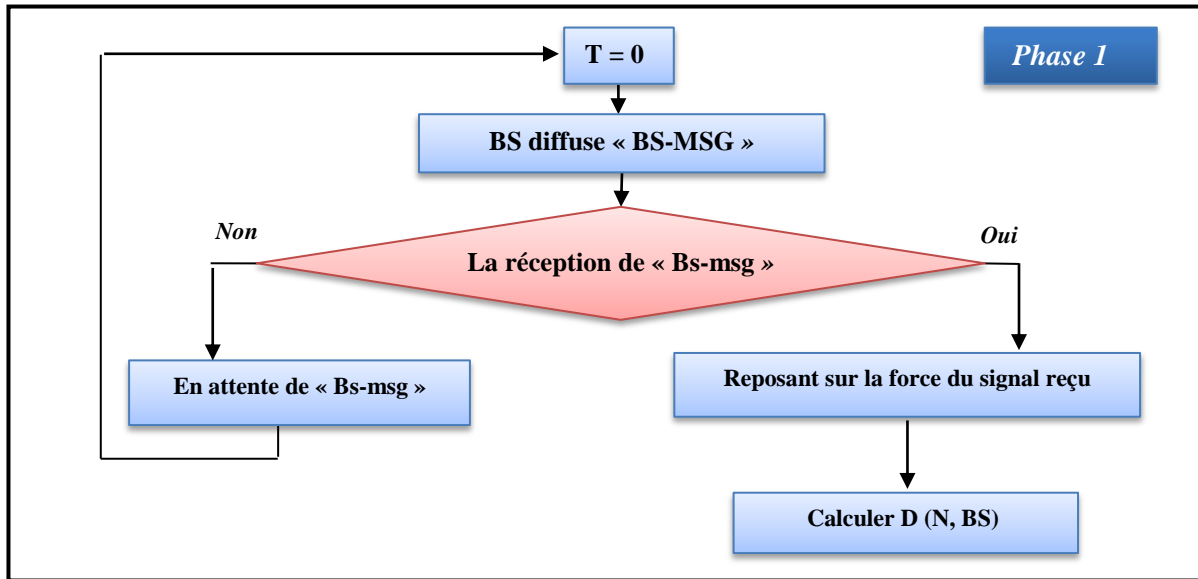 T = 0
Phase 1
BS diffuse « BS-MSG »
Non
Oui
La réception de « Bs-msg »
En attente de « Bs-msg »
Reposant sur la force du signal reçu
Calculer D (N, BS)